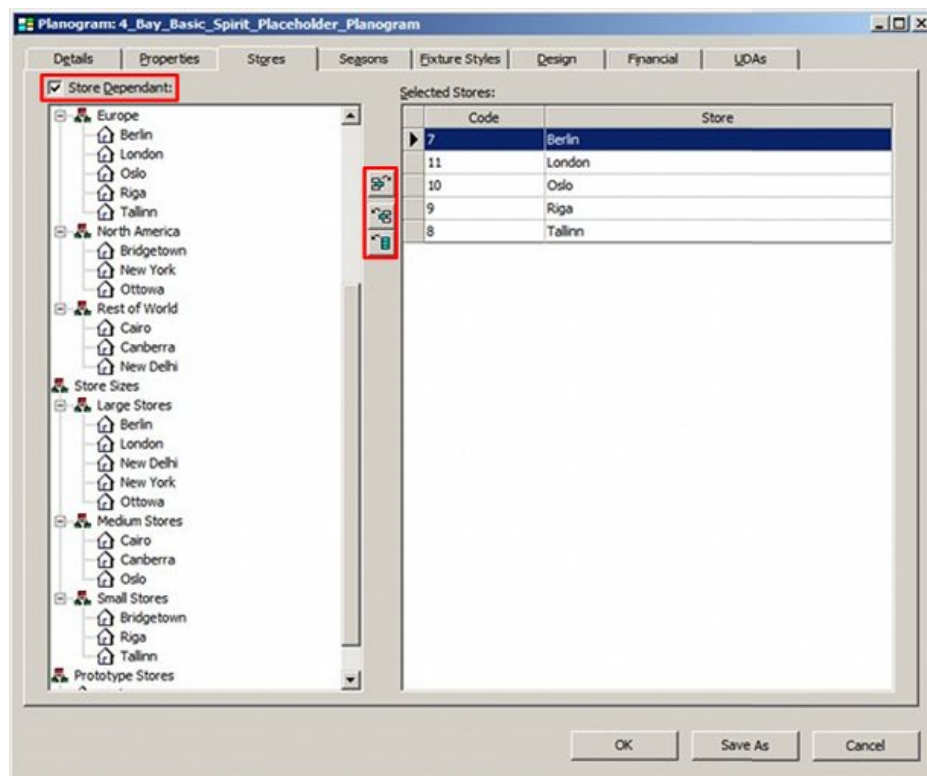 Planogram: 4_Bay_Basic_Spirit_Placeholder_Planogram
Details Properties Stores Seasons Fixture Styles Design Financial UDAs
Store Dependant:
Selected Stores:
Europe
Berlin
London
Oslo
Riga
Tallinn
North America
Bridgetown
New York
Ottowa
Rest of World
Cairo
Canberra
New Delhi
Store Sizes
Large Stores
Berlin
London
New Delhi
New York
Ottowa
Medium Stores
Cairo
Canberra
Oslo
Small Stores
Bridgetown
Riga
Tallinn
Prototype Stores
Code Store
7 Berlin
11 London
10 Oslo
9 Riga
8 Tallinn
OK Save As Cancel